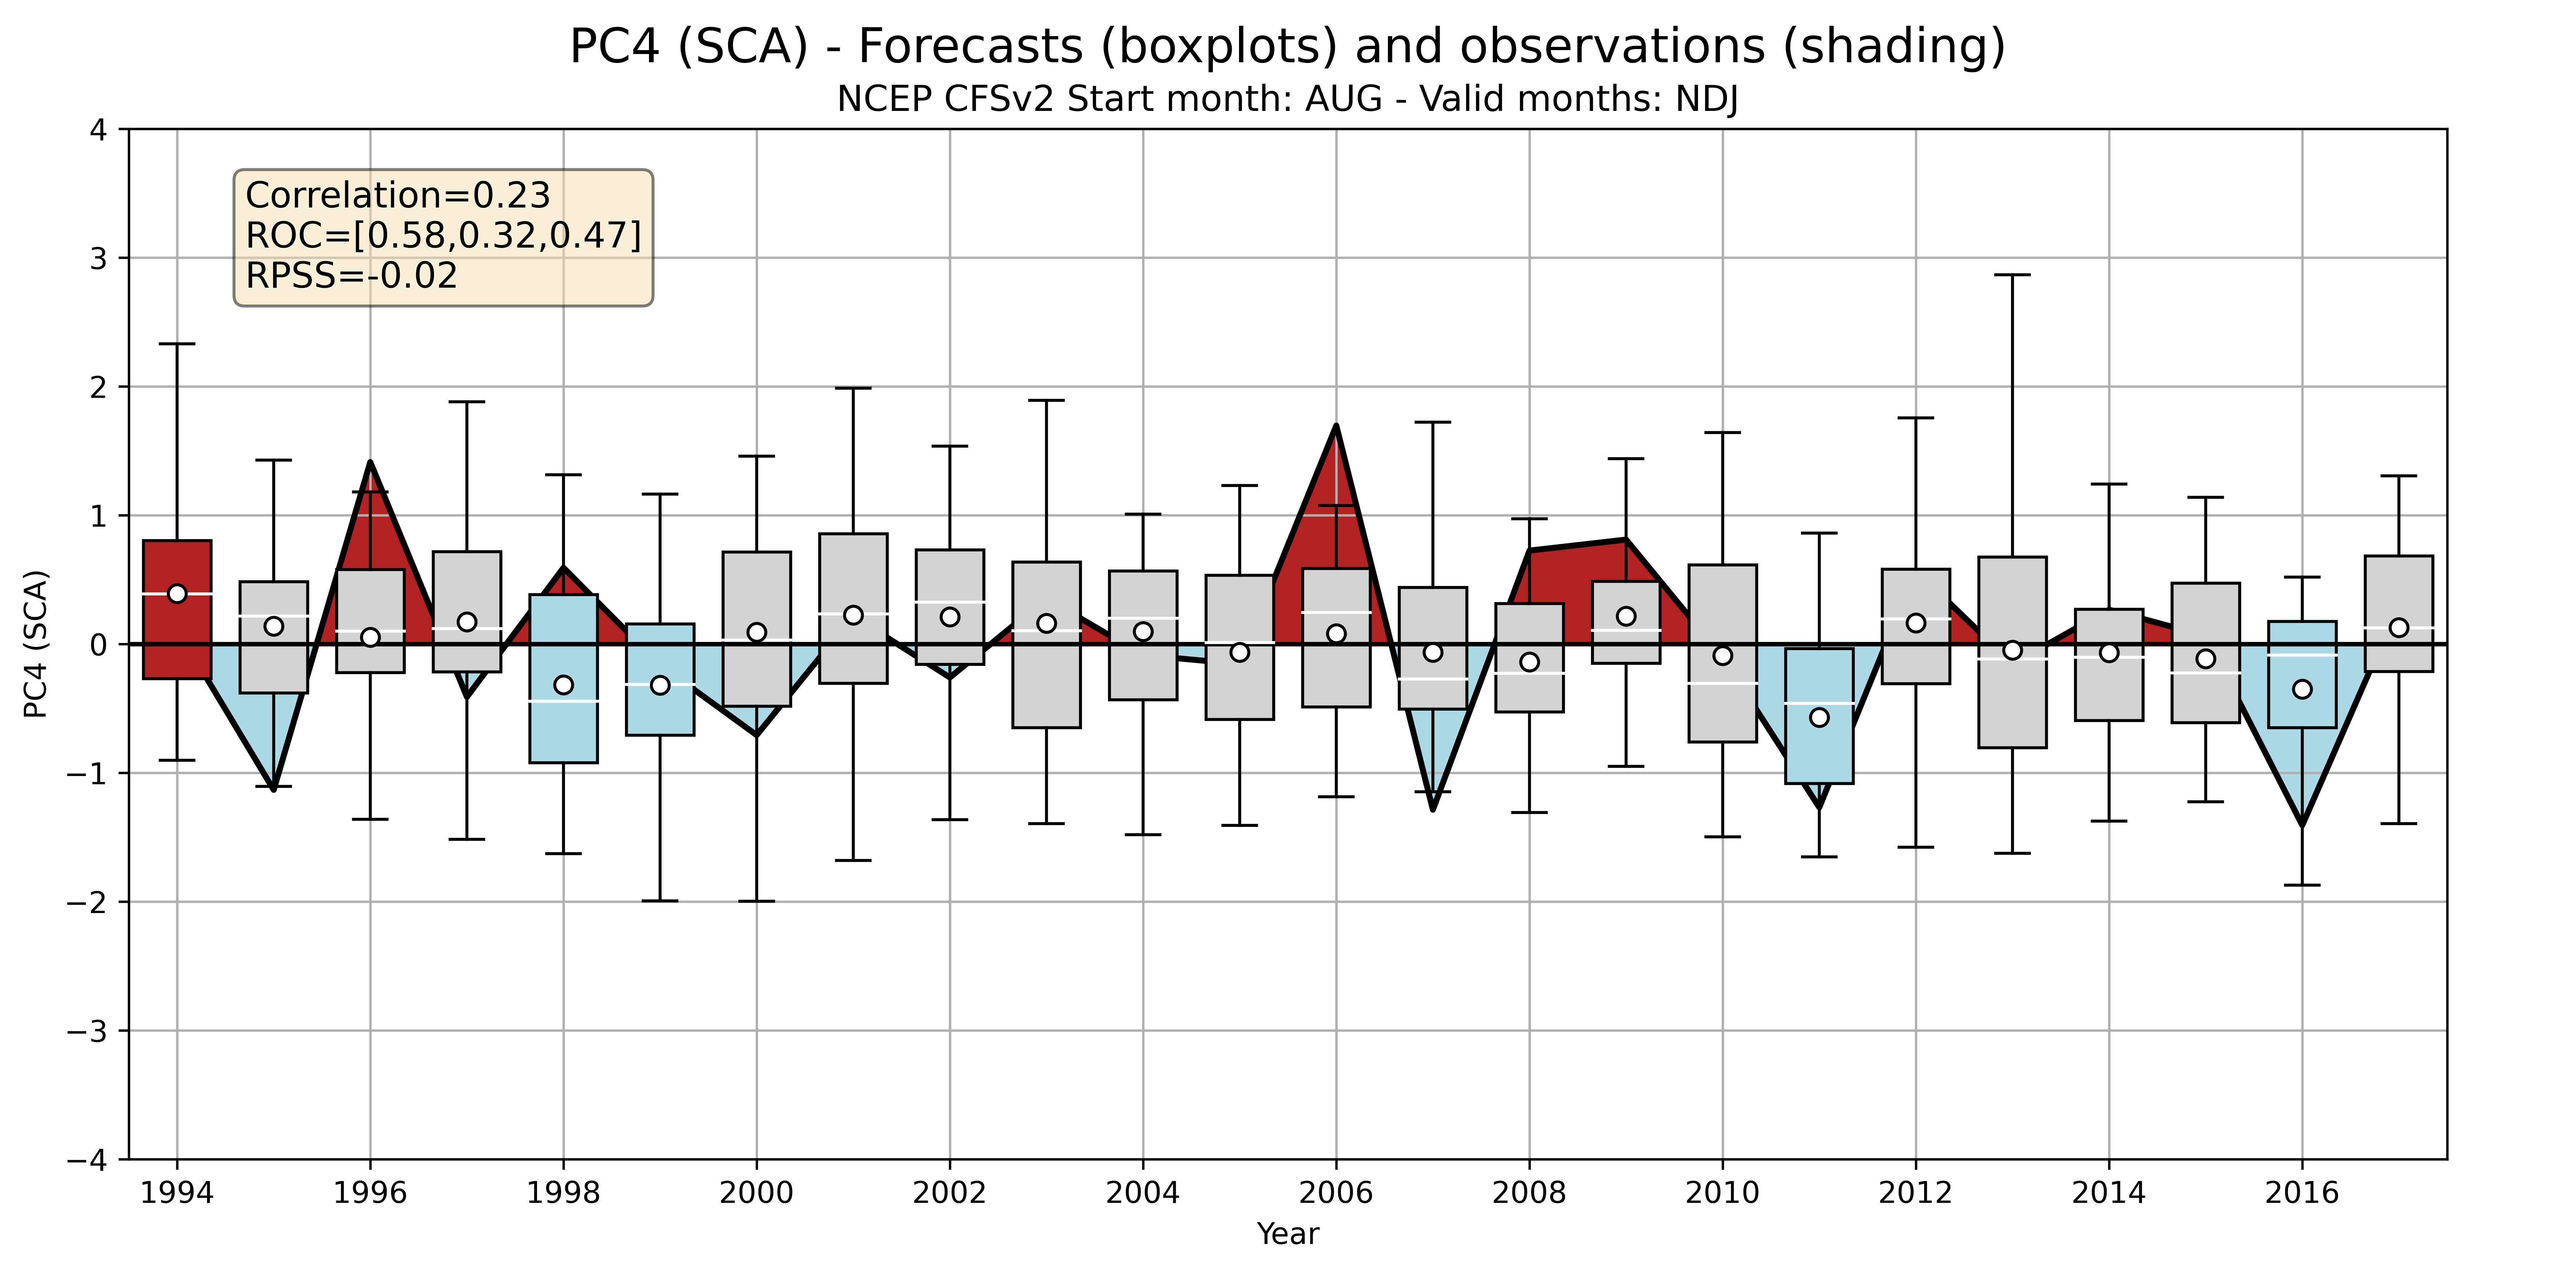 PC4 (SCA) - Forecasts (boxplots) and observations (shading)
NCEP CFSv2 Start month: AUG - Valid months: NDJ
Correlation=0.23
ROC=[0.58,0.32,0.47]
RPSS=-0.02
PC4 (SCA)
4
3
2
1
0
−1
−2
−3
−4
1994 1996 1998 2000 2002 2004 2006 2008 2010 2012 2014 2016
Year